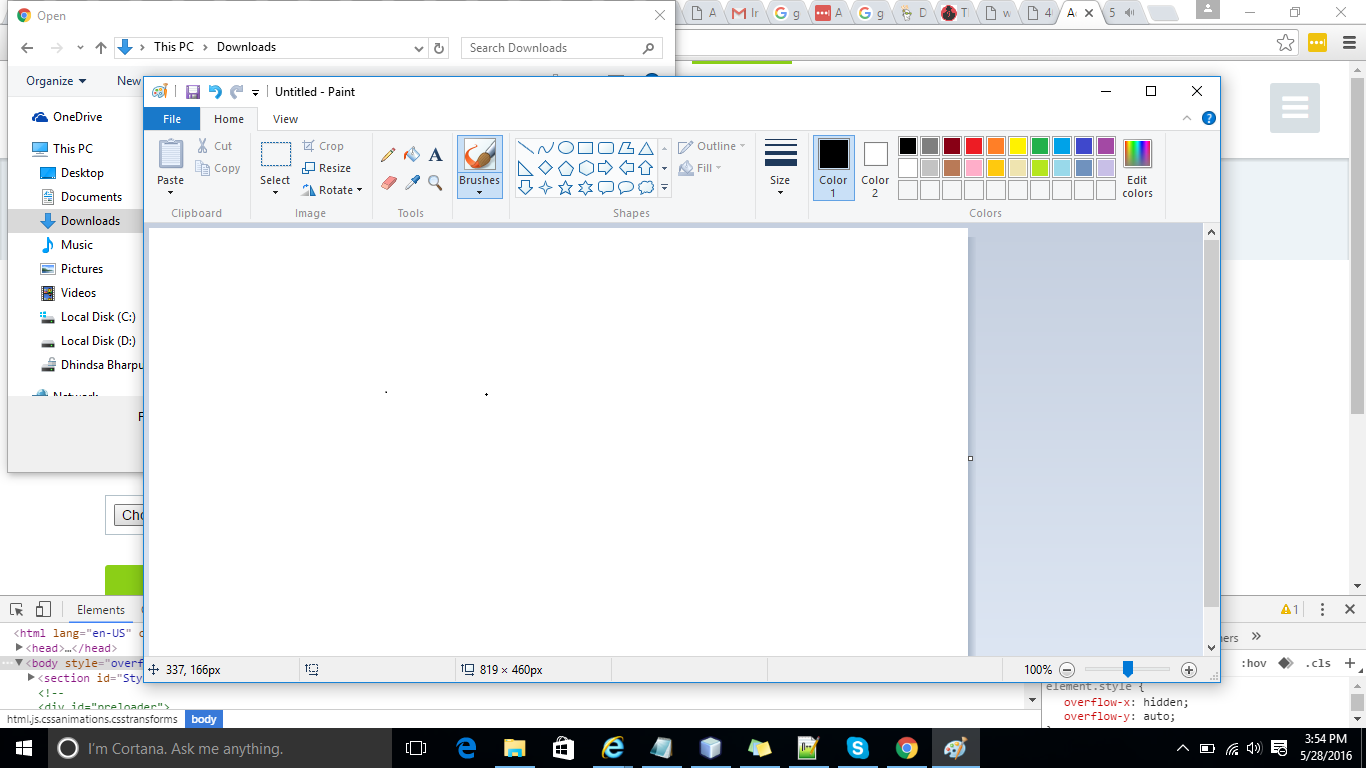 Open
A
Ir
g
A
g
D
T
w
4
A
5
This PC
Downloads
Search Downloads
Organize
New
Untitled - Paint
File
Home
View
OneDrive
This PC
Desktop
Documents
Downloads
Music
Pictures
Videos
Local Disk (C:)
Local Disk (D:)
Dhindsa Bharpu
Network
Paste
Cut
Copy
Clipboard
Select
Crop
Resize
Rotate
Image
A
Tools
Brushes
Outline
Fill
Shapes
Size
Color 1
Color 2
Edit colors
Colors
Cho
Elements
1
<html lang="en-US"
<head>…</head>
<body style="overf
<section id="Sty
<!--
<div id="preloader">
html.js.cssanimations.csstransforms
body
337, 166px
819 × 460px
100%
ers
:hov
.cls
element.style {
overflow-x: hidden;
overflow-y: auto;
I'm Cortana. Ask me anything.
3:54 PM
5/28/2016